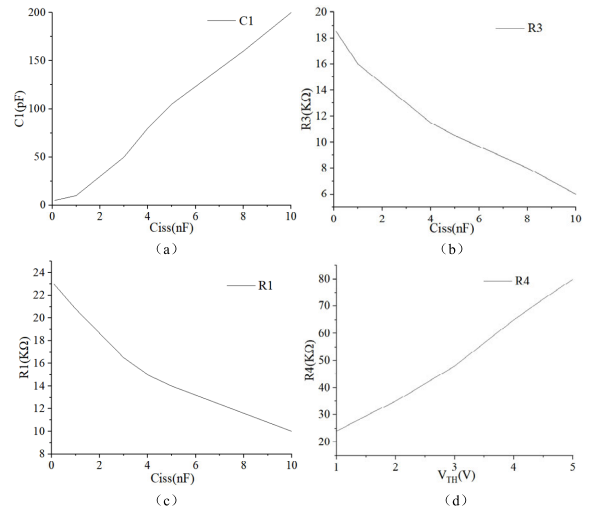 200
150
100
50
0
C1(pF)
C1
0 2 4 6 8 10
Ciss(nF)
(a)
20
18
16
14
12
10
8
6
R3(KΩ)
R3
0 2 4 6 8 10
Ciss(nF)
(b)
24
22
20
18
16
14
12
10
8
R1(KΩ)
R1
0 2 4 6 8 10
Ciss(nF)
(c)
80
70
60
50
40
30
20
R4(KΩ)
R4
1 2 3 4 5
VTH(V)
(d)